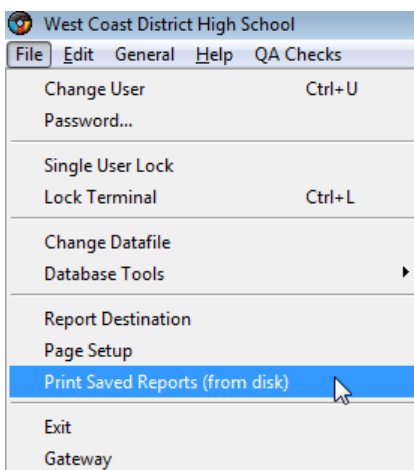 West Coast District High School
File Edit General Help QA Checks
Change User Ctrl+U
Password...
Single User Lock
Lock Terminal Ctrl+L
Change Datafile
Database Tools
Report Destination
Page Setup
Print Saved Reports (from disk)
Exit
Gateway